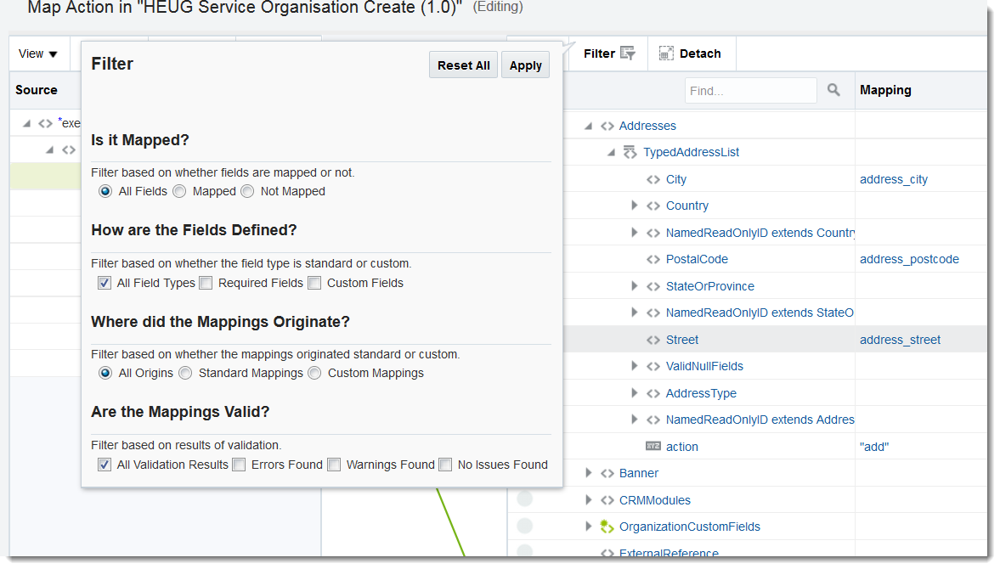 Map Action in "HEUG Service Organisation Create (1.0)" (Editing)
View
Filter
Reset All
Apply
Filter
Detach
Source
Find...
Mapping
Is it Mapped?
Filter based on whether fields are mapped or not.
All Fields Mapped Not Mapped
How are the Fields Defined?
Filter based on whether the field type is standard or custom.
All Field Types Required Fields Custom Fields
Where did the Mappings Originate?
Filter based on whether the mappings originated standard or custom.
All Origins Standard Mappings Custom Mappings
Are the Mappings Valid?
Filter based on results of validation.
All Validation Results Errors Found Warnings Found No Issues Found
*exe
Addresses
TypedAddressList
City address_city
Country
NamedReadOnlyID extends Country
PostalCode address_postcode
StateOrProvince
NamedReadOnlyID extends StateO
Street address_street
ValidNullFields
AddressType
NamedReadOnlyID extends Addres
XYZ action "add"
Banner
CRMModules
OrganizationCustomFields
ExternalReference